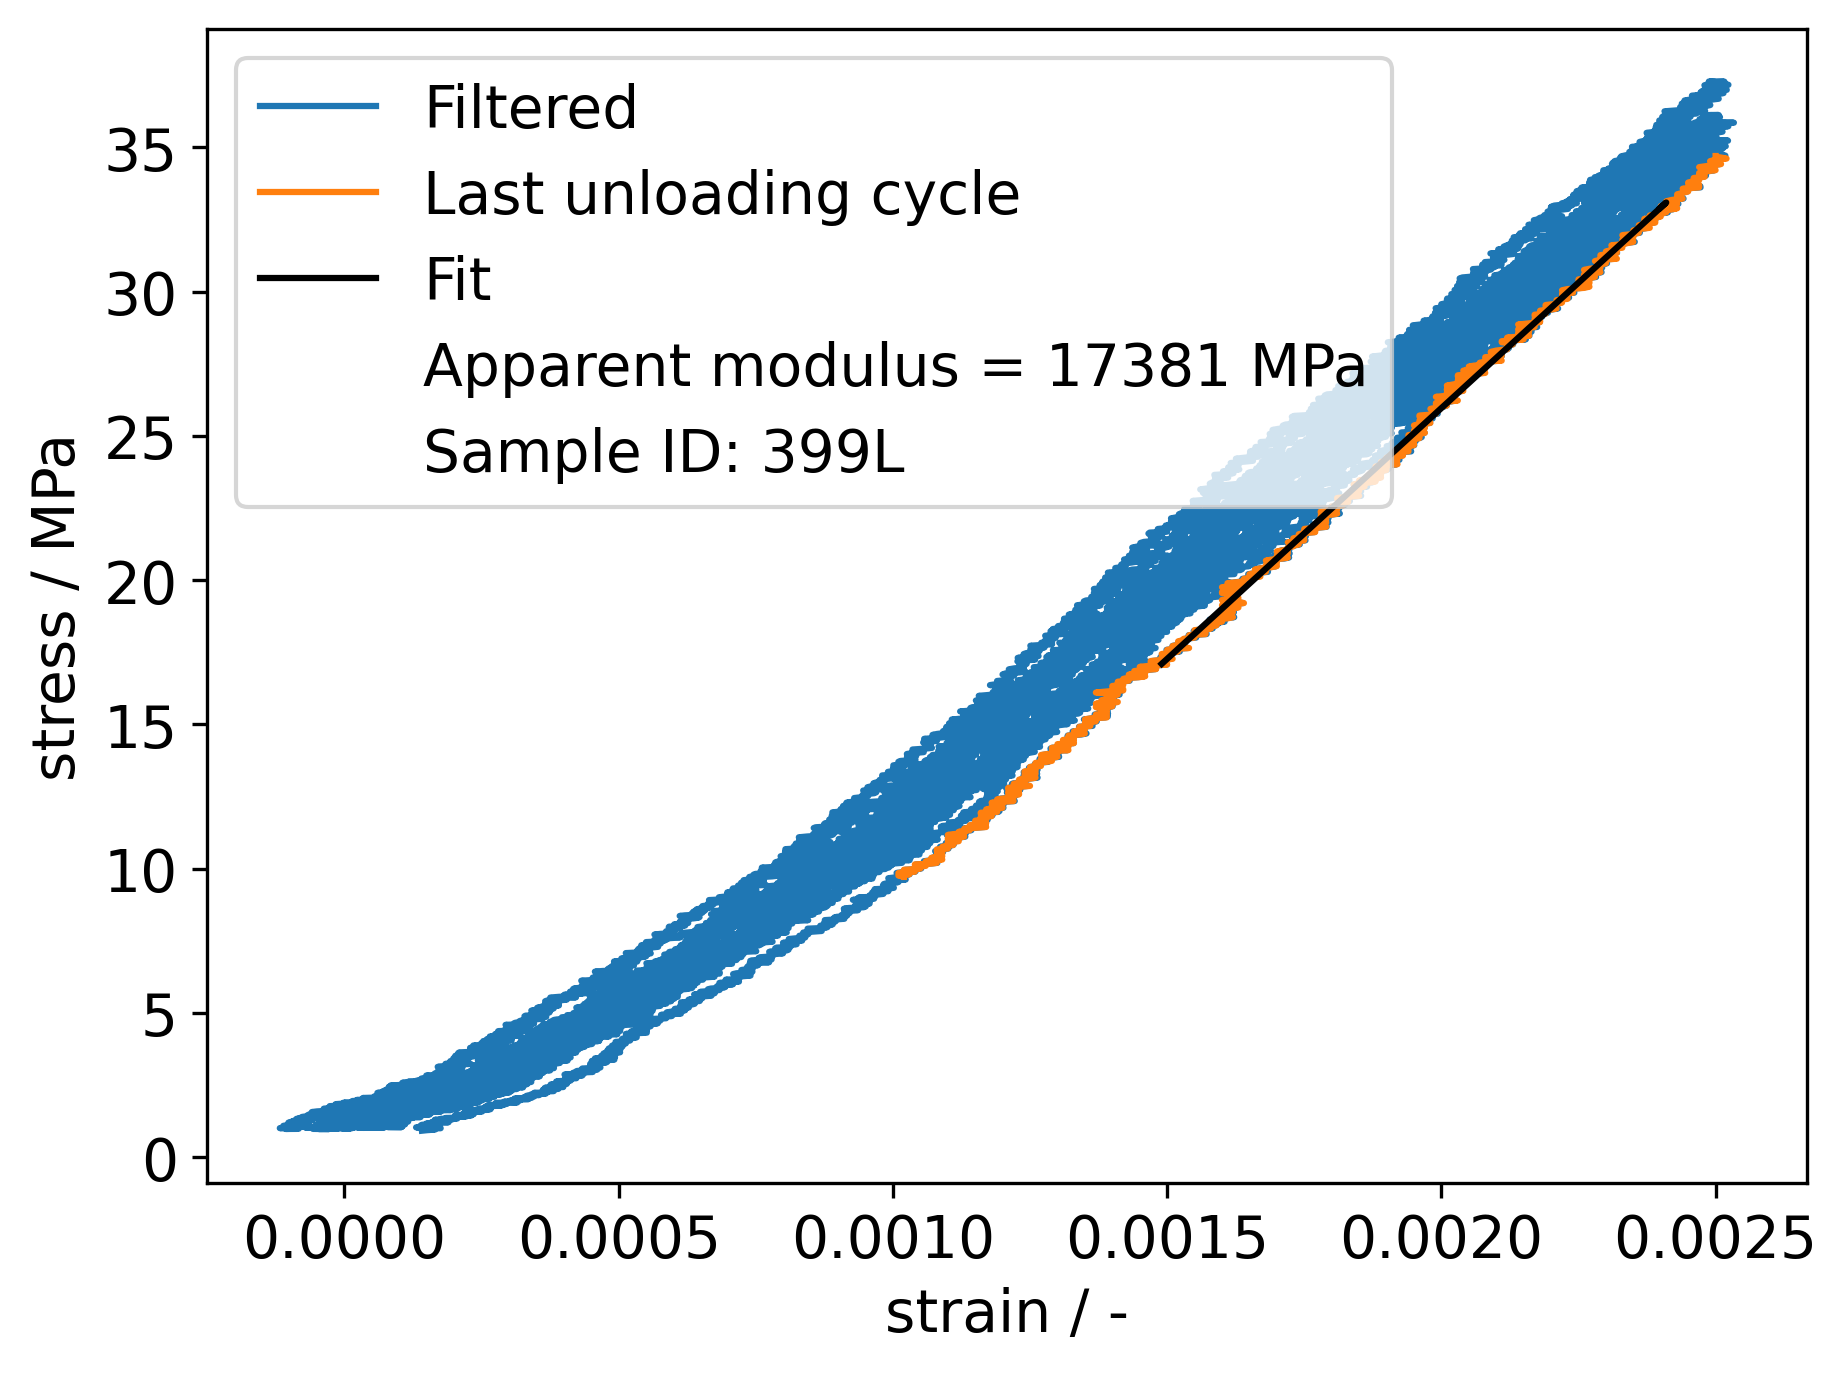 Filtered
Last unloading cycle
Fit
Apparent modulus = 17381 MPa
Sample ID: 399L
35
30
25
20
15
10
5
0
stress / MPa
0.0000 0.0005 0.0010 0.0015 0.0020 0.0025
strain / -